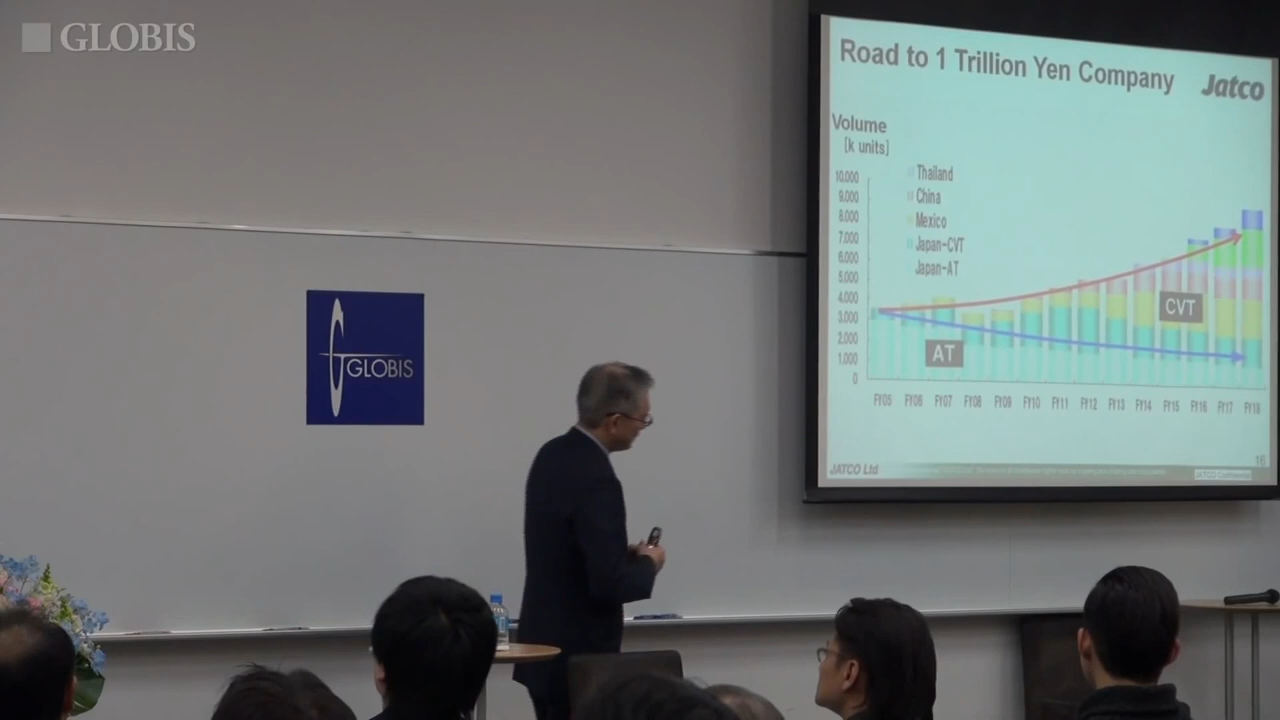 GLOBIS
Road to 1 Trillion Yen Company
Jatco
Volume
[k units]
Thailand
China
Mexico
Japan-CVT
Japan-AT
10,000
9,000
8,000
7,000
6,000
5,000
4,000
3,000
2,000
1,000
0
CVT
AT
FY05 FY06 FY07 FY08 FY09 FY10 FY11 FY12 FY13 FY14 FY15 FY16 FY17 FY18
16
JATCO Ltd
GLOBIS